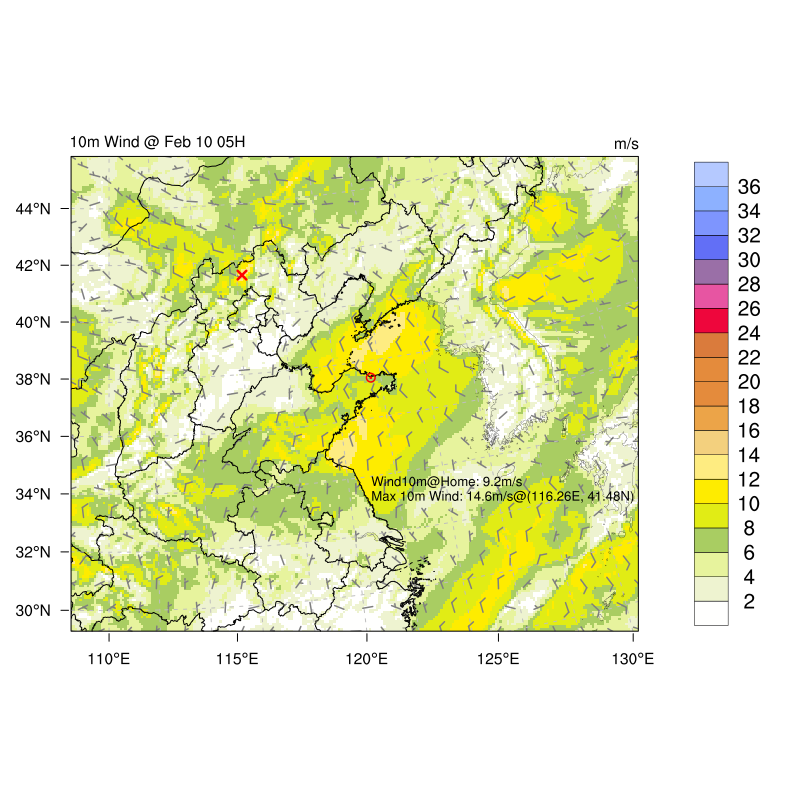 10m Wind @ Feb 10 05H
m/s
44°N
42°N
40°N
38°N
36°N
34°N
32°N
30°N
110°E
115°E
120°E
125°E
130°E
Wind10m@Home: 9.2m/s
Max 10m Wind: 14.6m/s@(116.26E, 41.48N)
36
34
32
30
28
26
24
22
20
18
16
14
12
10
8
6
4
2